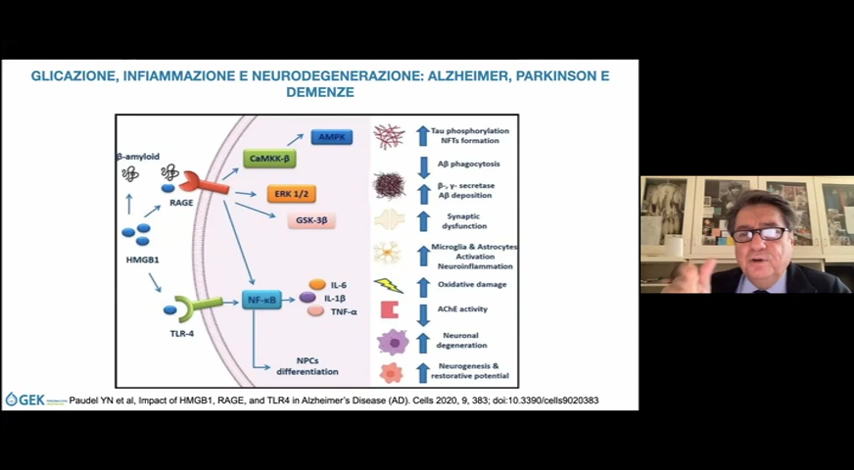 GLICAZIONE, INFIAMMAZIONE E NEURODEGENERAZIONE: ALZHEIMER, PARKINSON E
DEMENZE
β-amyloid
RAGE
HMGB1
TLR-4
AMPK
CaMKK-β
ERK 1/2
GSK-3β
NF-κB
IL-6
IL-1β
TNF-α
NPCs
differentiation
Tau phosphorylation
NFTs formation
Aβ phagocytosis
β-, γ- secretase
Aβ deposition
Synaptic
dysfunction
Microglia & Astrocytes
Activation
Neuroinflammation
Oxidative damage
AChE activity
Neuronal
degeneration
Neurogenesis &
restorative potential
GEK
Paudel YN et al, Impact of HMGB1, RAGE, and TLR4 in Alzheimer's Disease (AD). Cells 2020, 9, 383; doi:10.3390/cells9020383